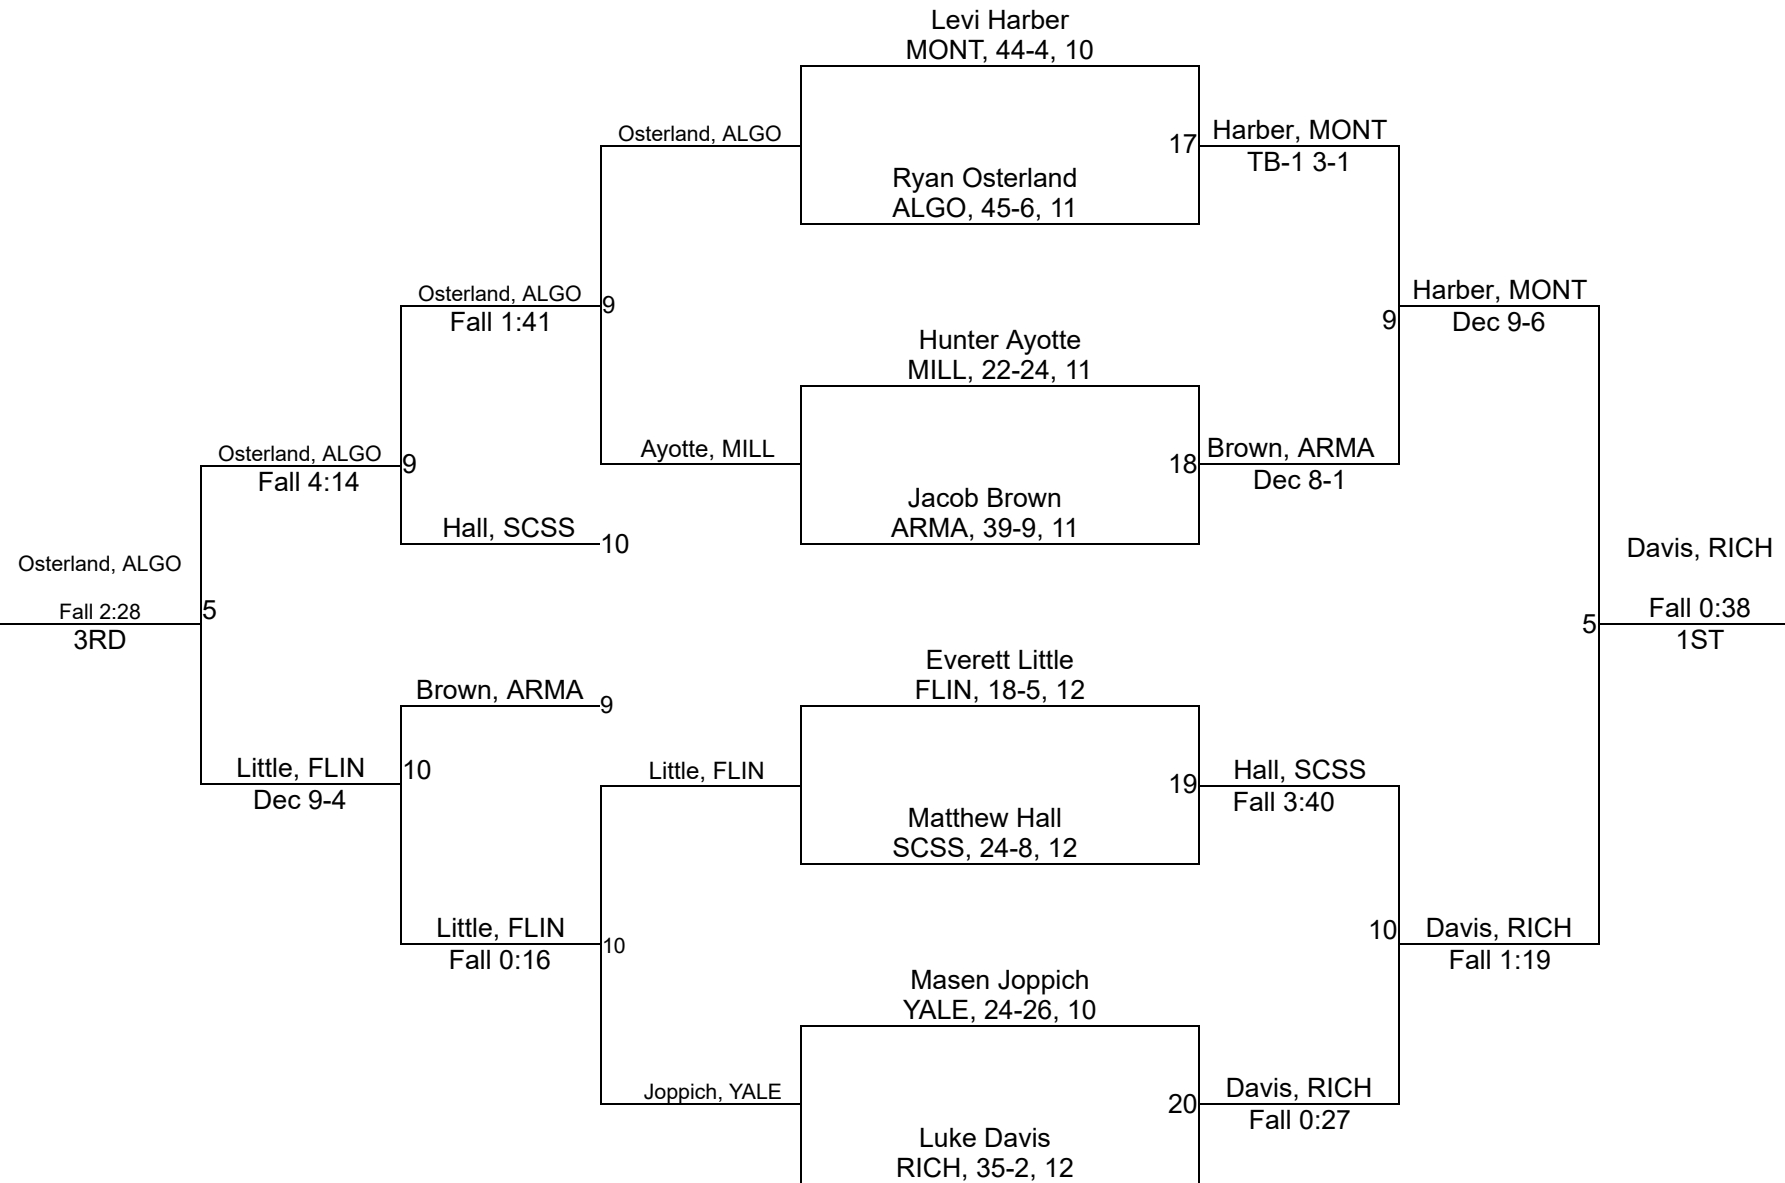 Levi Harber
MONT, 44-4, 10
Osterland, ALGO
17
Harber, MONT
TB-1 3-1
Ryan Osterland
ALGO, 45-6, 11
Osterland, ALGO
Fall 1:41
9
Harber, MONT
Dec 9-6
9
Hunter Ayotte
MILL, 22-24, 11
Osterland, ALGO
Fall 4:14
9
Ayotte, MILL
18
Brown, ARMA
Dec 8-1
Jacob Brown
ARMA, 39-9, 11
Hall, SCSS
10
Osterland, ALGO
Fall 2:28
3RD
5
Davis, RICH
Fall 0:38
1ST
5
Everett Little
FLIN, 18-5, 12
Brown, ARMA
9
Little, FLIN
Dec 9-4
10
Little, FLIN
19
Hall, SCSS
Fall 3:40
Matthew Hall
SCSS, 24-8, 12
Little, FLIN
Fall 0:16
10
10
Davis, RICH
Fall 1:19
Masen Joppich
YALE, 24-26, 10
Joppich, YALE
20
Davis, RICH
Fall 0:27
Luke Davis
RICH, 35-2, 12